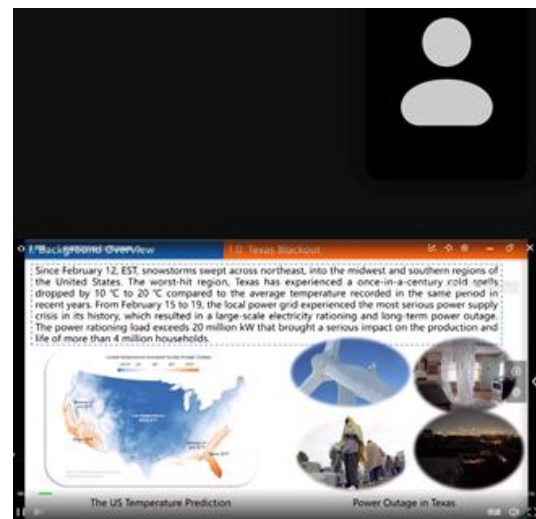 I. Background Overview
1.0 Texas Blackout
Since February 12, EST, snowstorms swept across northeast, into the midwest and southern regions of
the United States. The worst-hit region, Texas has experienced a once-in-a-century cold spells
dropped by 10 ℃ to 20 ℃ compared to the average temperature recorded in the same period in
recent years. From February 15 to 19, the local power grid experienced the most serious power supply
crisis in its history, which resulted in a large-scale electricity rationing and long-term power outage.
The power rationing load exceeds 20 million kW that brought a serious impact on the production and
life of more than 4 million households.
The US Temperature Prediction
Power Outage in Texas